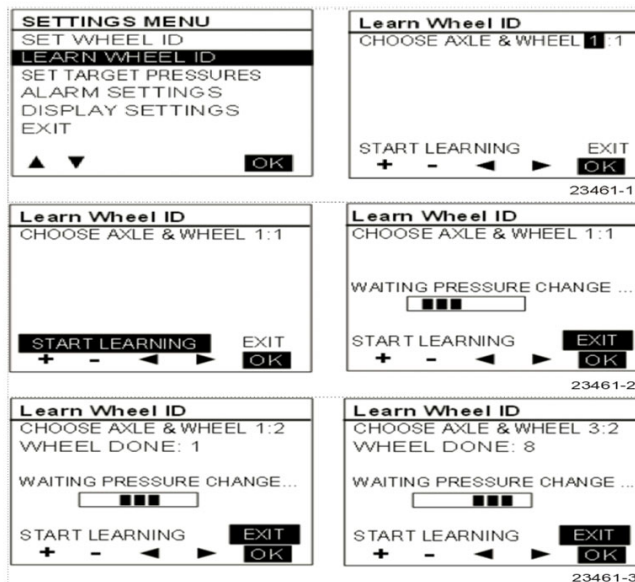 SETTINGS MENU
SET WHEEL ID
LEARN WHEEL ID
SET TARGET PRESSURES
ALARM SETTINGS
DISPLAY SETTINGS
EXIT
▲ ▼ OK
Learn Wheel ID
CHOOSE AXLE & WHEEL 1:1
START LEARNING EXIT
+ - ◄ ► OK
23461-1
Learn Wheel ID
CHOOSE AXLE & WHEEL 1:1
START LEARNING EXIT
+ - ◄ ► OK
Learn Wheel ID
CHOOSE AXLE & WHEEL 1:1
WAITING PRESSURE CHANGE ...
START LEARNING EXIT
+ - ◄ ► OK
23461-2
Learn Wheel ID
CHOOSE AXLE & WHEEL 1:2
WHEEL DONE: 1
WAITING PRESSURE CHANGE...
START LEARNING EXIT
+ - ◄ ► OK
Learn Wheel ID
CHOOSE AXLE & WHEEL 3:2
WHEEL DONE: 8
WAITING PRESSURE CHANGE ...
START LEARNING EXIT
+ - ◄ ► OK
23461-3